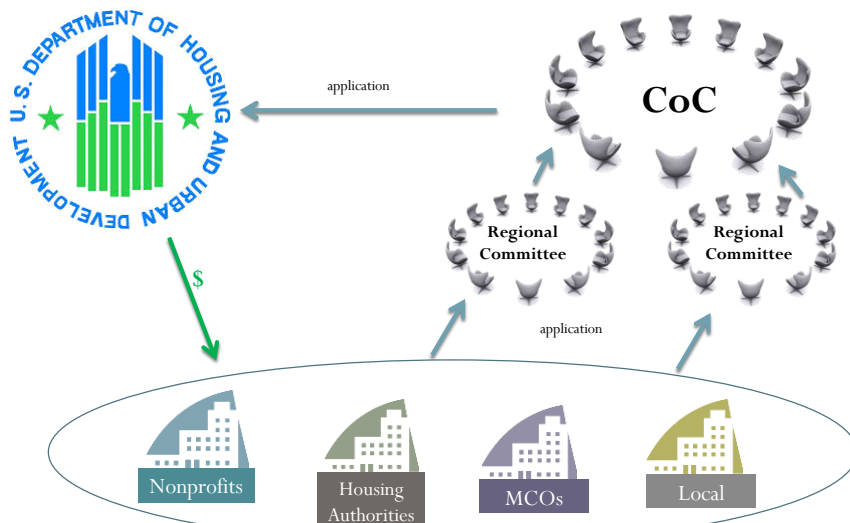 U. S. DEPARTMENT OF HOUSING AND URBAN DEVELOPMENT
application
CoC
Regional
Committee
Regional
Committee
$
application
Nonprofits
Housing
Authorities
MCOs
Local